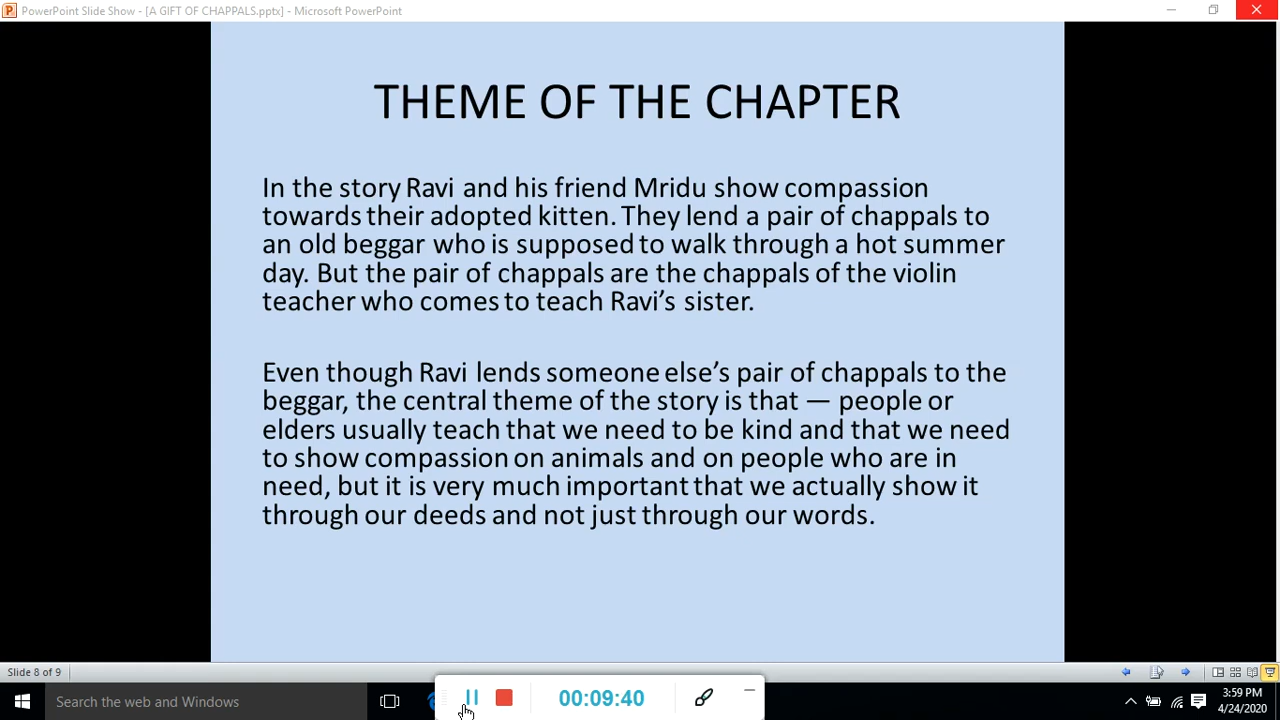 PowerPoint Slide Show - [A GIFT OF CHAPPALS.pptx] - Microsoft PowerPoint
THEME OF THE CHAPTER
In the story Ravi and his friend Mridu show compassion
towards their adopted kitten. They lend a pair of chappals to
an old beggar who is supposed to walk through a hot summer
day. But the pair of chappals are the chappals of the violin
teacher who comes to teach Ravi’s sister.
Even though Ravi lends someone else’s pair of chappals to the
beggar, the central theme of the story is that — people or
elders usually teach that we need to be kind and that we need
to show compassion on animals and on people who are in
need, but it is very much important that we actually show it
through our deeds and not just through our words.
Slide 8 of 9
Search the web and Windows
00:09:40
3:59 PM
4/24/2020